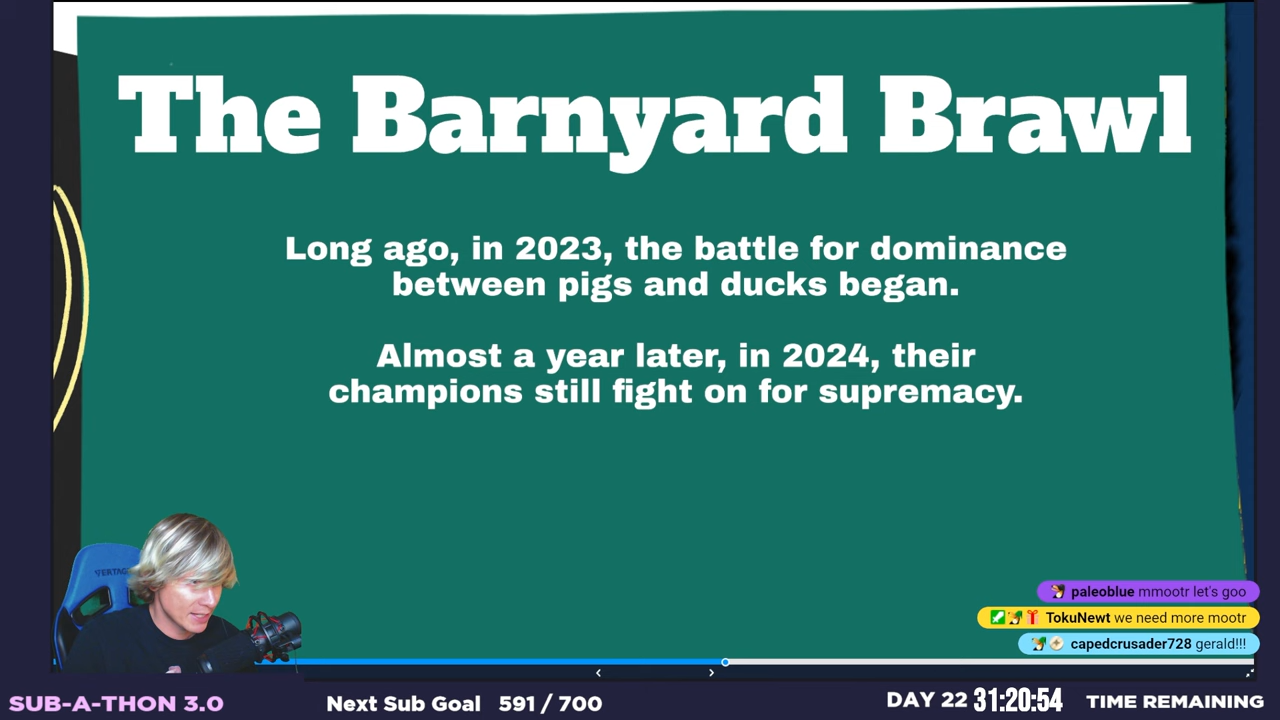 The Barnyard Brawl
Long ago, in 2023, the battle for dominance
between pigs and ducks began.
Almost a year later, in 2024, their
champions still fight on for supremacy.
VERTAG
paleoblue mmootr let's goo
TokuNewt we need more mootr
capedcrusader728 gerald!!!
SUB-A-THON 3.0
Next Sub Goal 591 / 700
DAY 22 31:20:54 TIME REMAINING